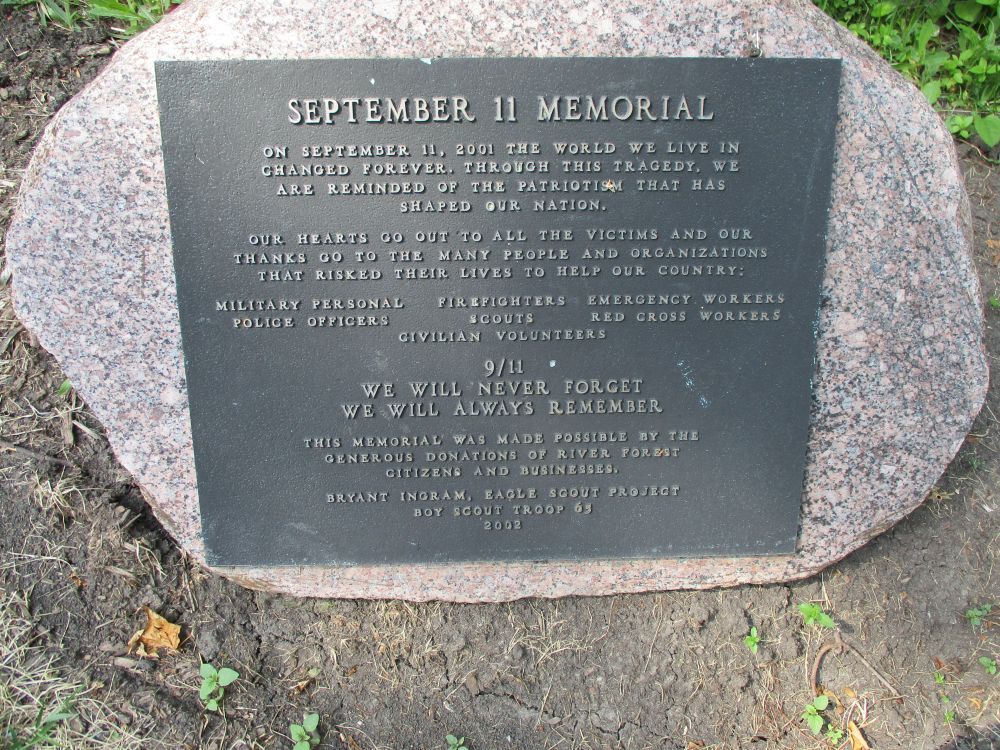 SEPTEMBER 11 MEMORIAL
ON SEPTEMBER 11, 2001 THE WORLD WE LIVE IN
CHANGED FOREVER. THROUGH THIS TRAGEDY, WE
ARE REMINDED OF THE PATRIOTISM THAT HAS
SHAPED OUR NATION.
OUR HEARTS GO OUT TO ALL THE VICTIMS AND OUR
THANKS GO TO THE MANY PEOPLE AND ORGANIZATIONS
THAT RISKED THEIR LIVES TO HELP OUR COUNTRY:
MILITARY PERSONAL FIREFIGHTERS EMERGENCY WORKERS
POLICE OFFICERS SCOUTS RED CROSS WORKERS
CIVILIAN VOLUNTEERS
9/11
WE WILL NEVER FORGET
WE WILL ALWAYS REMEMBER
THIS MEMORIAL WAS MADE POSSIBLE BY THE
GENEROUS DONATIONS OF RIVER FOREST
CITIZENS AND BUSINESSES.
BRYANT INGRAM, EAGLE SCOUT PROJECT
BOY SCOUT TROOP 65
2002